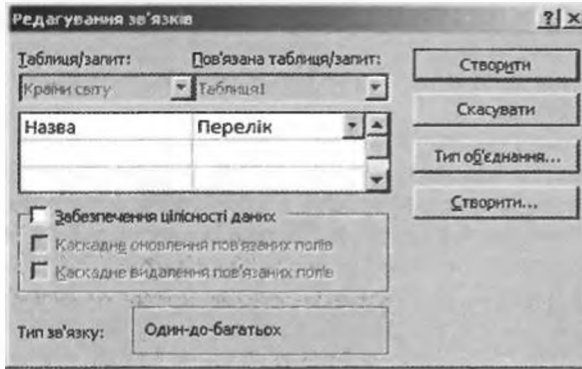 Редагування зв'язків
Таблиця/запит: Пов'язана таблиця/запит:
Країни світу Таблиця1
Назва Перелік
Створити
Скасувати
Тип об'єднання...
Створити...
Забезпечення цілісності даних
Каскадне оновлення пов'язаних полів
Каскадне видалення пов'язаних полів
Тип зв'язку: Один-до-багатьох